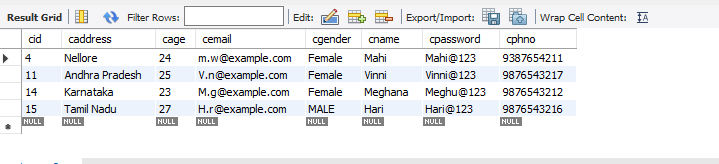 Result Grid Filter Rows: Edit: Export/Import: Wrap Cell Content: IA
cid caddress cage cemail cgender cname cpassword cphno
4 Nellore 24 m.w@example.com Female Mahi Mahi@123 9387654211
11 Andhra Pradesh 25 V.n@example.com Female Vinni Vinni@123 9876543217
14 Karnataka 23 M.g@example.com Female Meghana Meghu@123 9876543212
15 Tamil Nadu 27 H.r@example.com MALE Hari Hari@123 9876543216
NULL NULL NULL NULL NULL NULL NULL NULL